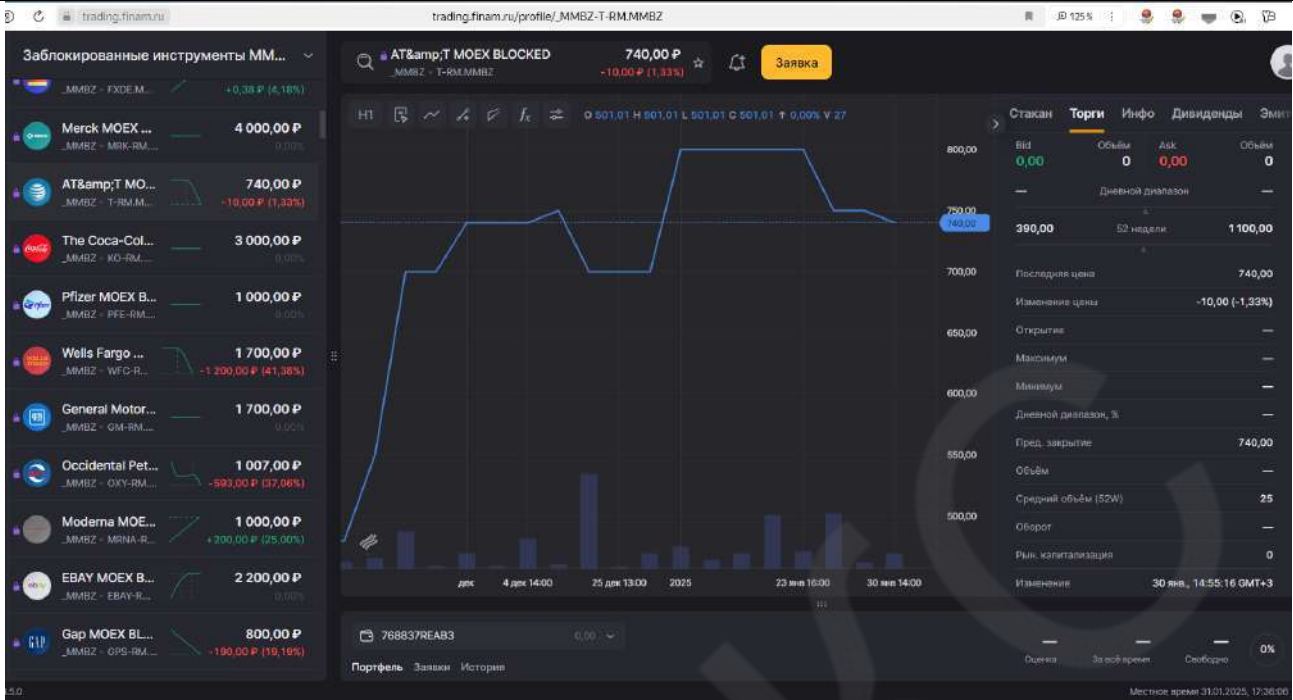 trading.finam.ru
trading.finam.ru/profile/_MMBZ-T-RM.MMBZ
125 %
Заблокированные инструменты MM...
_MMBZ - FXDE.M...
+0,38 ₽ (4,18%)
Merck MOEX ...
4 000,00 ₽
_MMBZ - MRK-RM....
0,00%
AT&amp;T MO...
740,00 ₽
_MMBZ - T-RM.M...
-10,00 ₽ (1,33%)
The Coca-Col...
3 000,00 ₽
_MMBZ - KO-RM....
0,00%
Pfizer MOEX B...
1 000,00 ₽
_MMBZ - PFE-RM....
0,00%
Wells Fargo ...
1 700,00 ₽
_MMBZ - WFC-R...
-1 200,00 ₽ (41,38%)
General Motor...
1 700,00 ₽
_MMBZ - GM-RM....
0,00%
Occidental Pet...
1 007,00 ₽
_MMBZ - OXY-RM....
-593,00 ₽ (37,06%)
Moderna MOE...
1 000,00 ₽
_MMBZ - MRNA-R...
+200,00 ₽ (25,00%)
EBAY MOEX B...
2 200,00 ₽
_MMBZ - EBAY-R...
0,00%
Gap MOEX BL...
800,00 ₽
_MMBZ - GPS-RM....
-190,00 ₽ (19,19%)
AT&amp;T MOEX BLOCKED
740,00 ₽
_MMBZ - T-RM.MMBZ
-10,00 ₽ (1,33%)
Заявка
H1
O 501,01 H 501,01 L 501,01 C 501,01 ↑ 0,00% V 27
800,00
750,00
740,00
700,00
650,00
600,00
550,00
500,00
дек
4 дек 14:00
25 дек 13:00
2025
23 янв 16:00
30 янв 14:00
768837REAB3
0,00
Портфель Заявки История
Оценка
За всё время
Свободно
0%
Стакан Торги Инфо Дивиденды Эмит
Bid Объём Ask Объём
0,00 0 0,00 0
— Дневной диапазон —
390,00 52 недели 1 100,00
Последняя цена 740,00
Изменение цены -10,00 (-1,33%)
Открытие —
Максимум —
Минимум —
Дневной диапазон, % —
Пред. закрытие 740,00
Объём —
Средний объём (52W) 25
Оборот —
Рын. капитализация 0
Изменение 30 янв., 14:55:16 GMT+3
Местное время 31.01.2025, 17:36:06